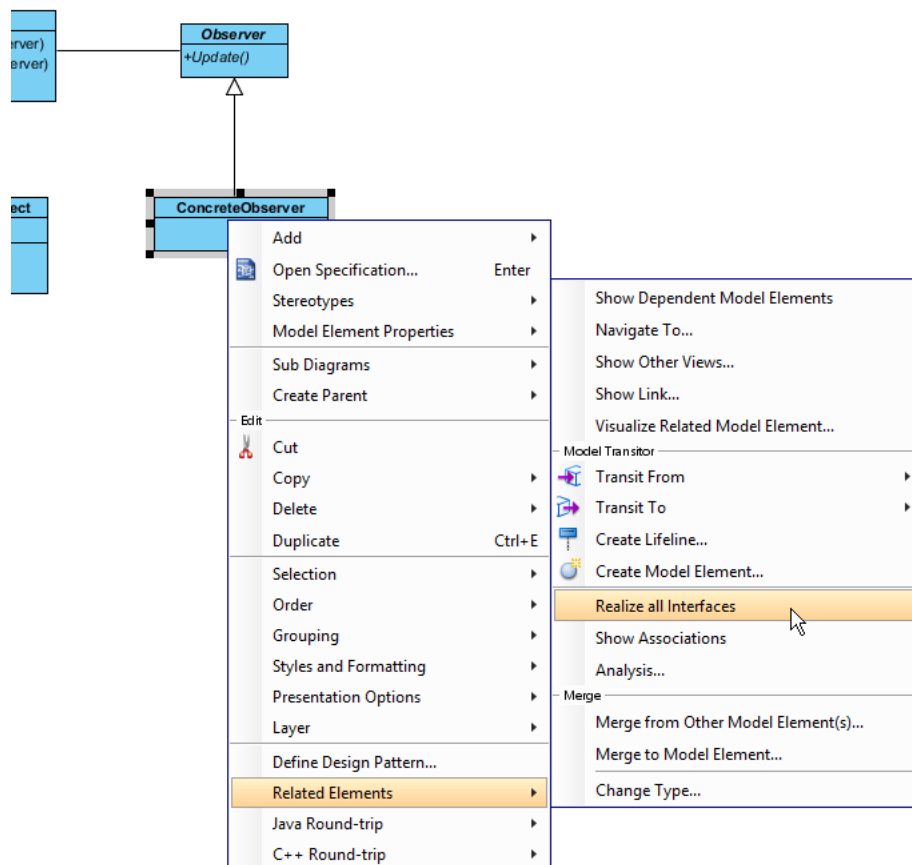 Observer
+Update()
rver)
erver)
ect
ConcreteObserver
Add
Open Specification... Enter
Stereotypes
Model Element Properties
Sub Diagrams
Create Parent
Edit
Cut
Copy
Delete
Duplicate Ctrl+E
Selection
Order
Grouping
Styles and Formatting
Presentation Options
Layer
Define Design Pattern...
Related Elements
Java Round-trip
C++ Round-trip
Show Dependent Model Elements
Navigate To...
Show Other Views...
Show Link...
Visualize Related Model Element...
Model Transitor
Transit From
Transit To
Create Lifeline...
Create Model Element...
Realize all Interfaces
Show Associations
Analysis...
Merge
Merge from Other Model Element(s)...
Merge to Model Element...
Change Type...